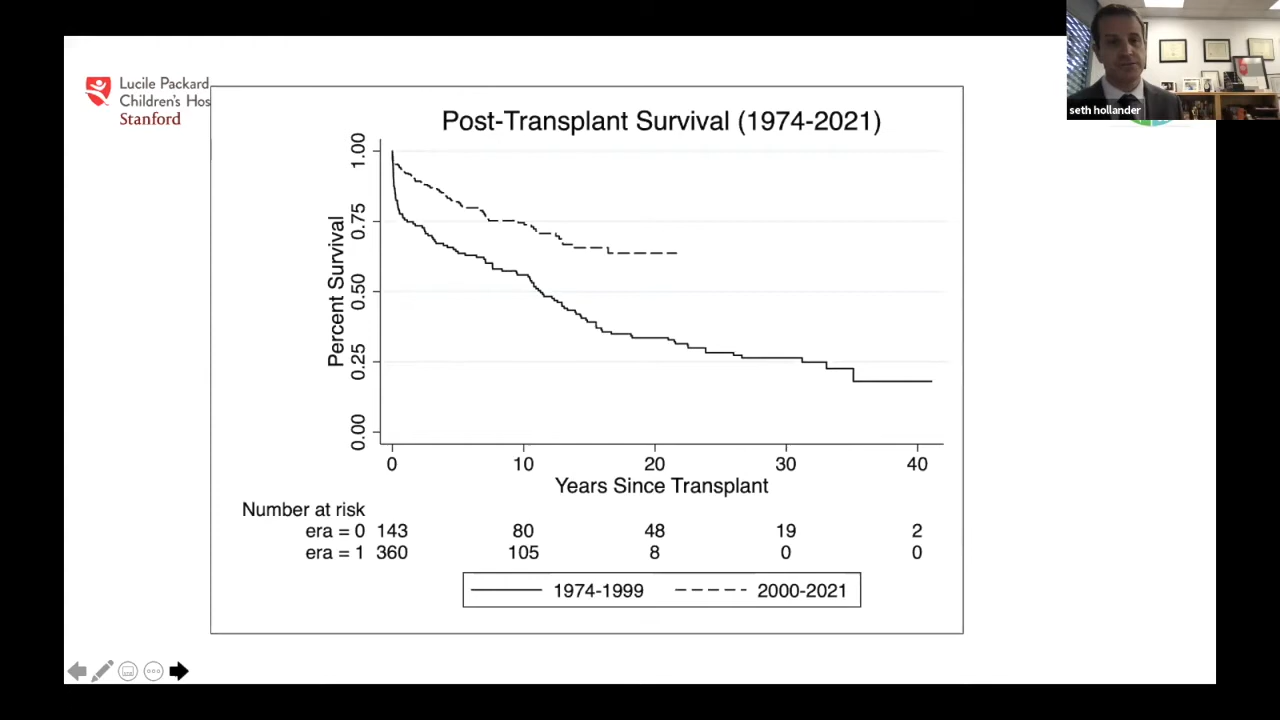 Lucile Packard
Children's Hos
Stanford
seth hollander
Post-Transplant Survival (1974-2021)
Percent Survival
1.00
0.75
0.50
0.25
0.00
0 10 20 30 40
Years Since Transplant
Number at risk
era = 0 143 80 48 19 2
era = 1 360 105 8 0 0
1974-1999 2000-2021